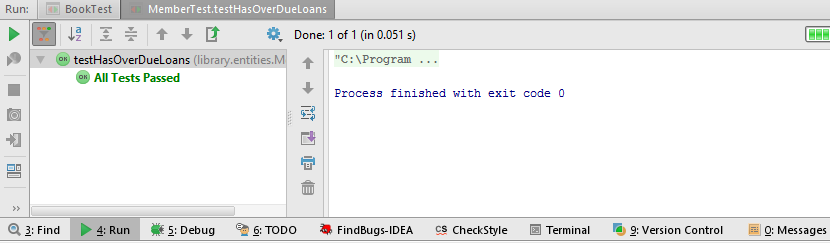 Run: BookTest MemberTest.testHasOverDueLoans
Done: 1 of 1 (in 0.051 s)
OK testHasOverDueLoans (library.entities.M
"C:\Program ...
OK All Tests Passed
Process finished with exit code 0
3: Find 4: Run 5: Debug 6: TODO FindBugs-IDEA CS CheckStyle Terminal 9: Version Control 0: Messages